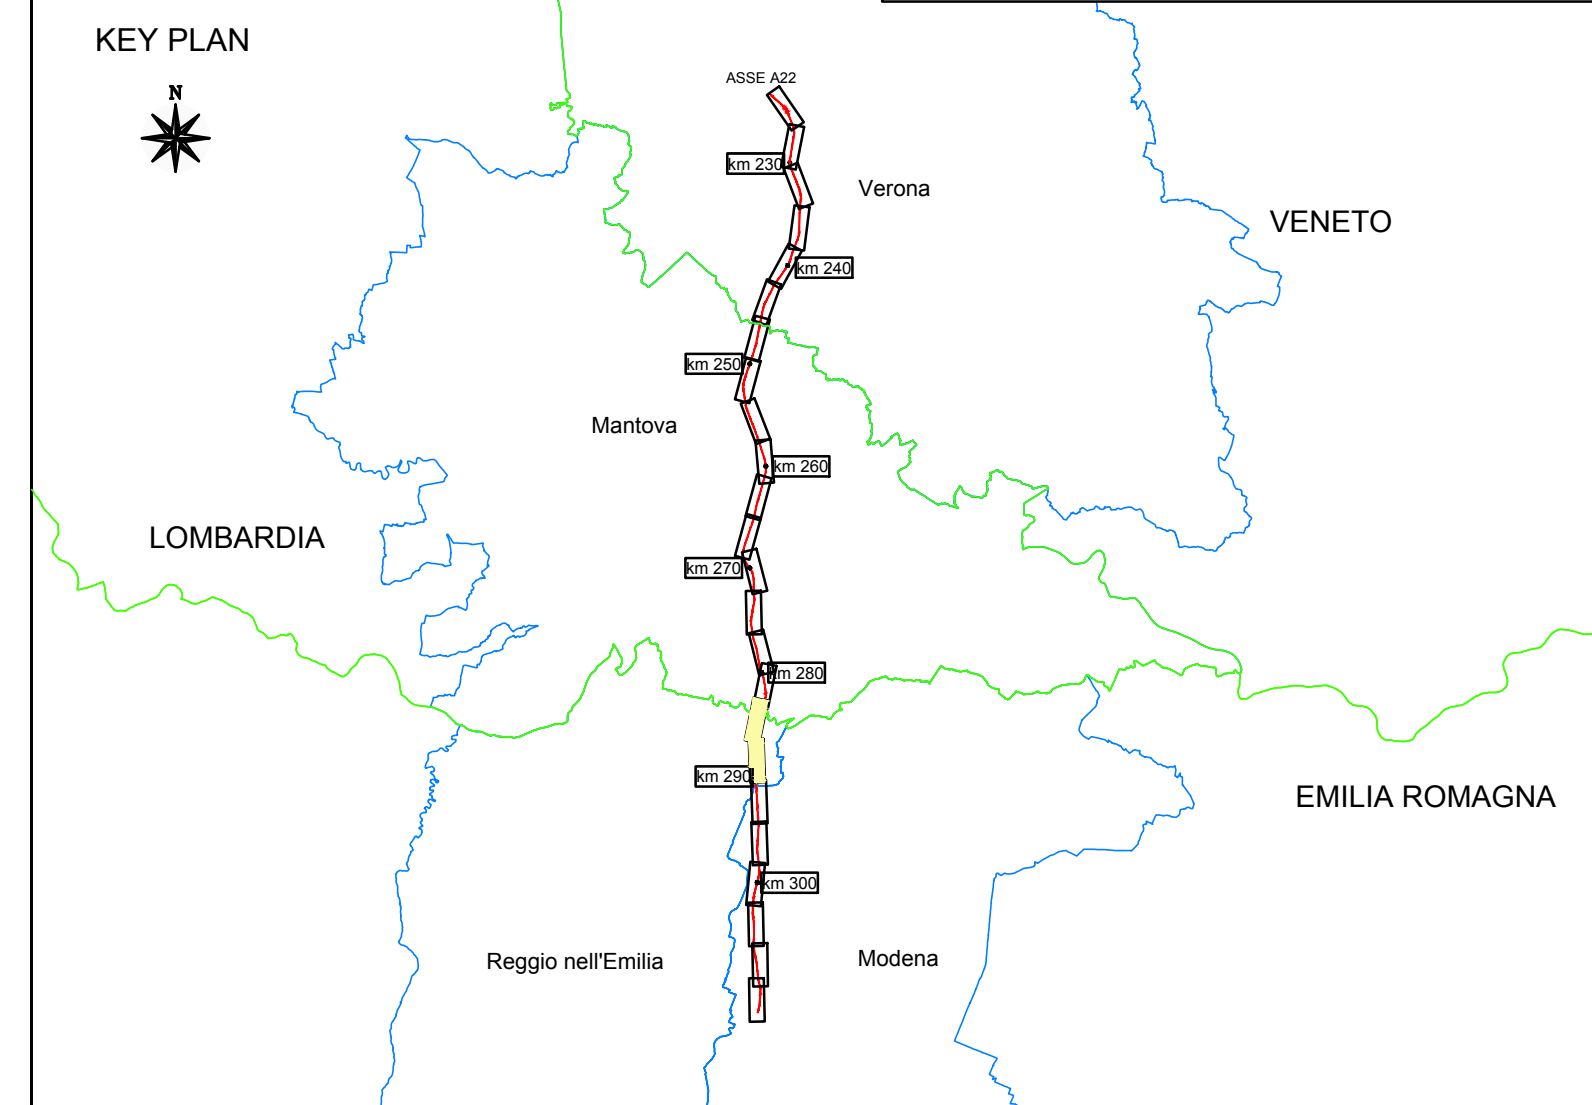 KEY PLAN
N
ASSE A22
km 230
Verona
VENETO
km 240
km 250
Mantova
km 260
LOMBARDIA
km 270
km 280
km 290
EMILIA ROMAGNA
km 300
Reggio nell'Emilia
Modena